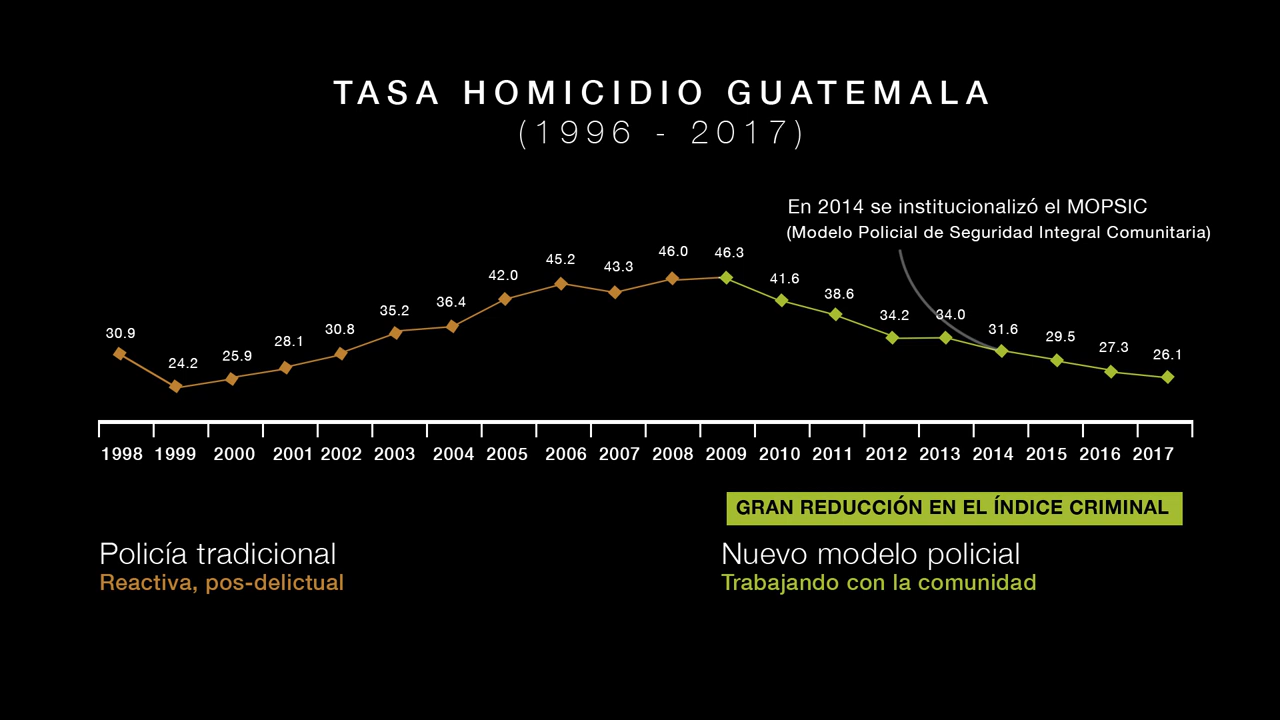 TASA HOMICIDIO GUATEMALA
(1996 - 2017)
En 2014 se institucionalizó el MOPSIC
(Modelo Policial de Seguridad Integral Comunitaria)
30.9 24.2 25.9 28.1 30.8 35.2 36.4 42.0 45.2 43.3 46.0 46.3 41.6 38.6 34.2 34.0 31.6 29.5 27.3 26.1
1998 1999 2000 2001 2002 2003 2004 2005 2006 2007 2008 2009 2010 2011 2012 2013 2014 2015 2016 2017
GRAN REDUCCIÓN EN EL ÍNDICE CRIMINAL
Policía tradicional
Reactiva, pos-delictual
Nuevo modelo policial
Trabajando con la comunidad